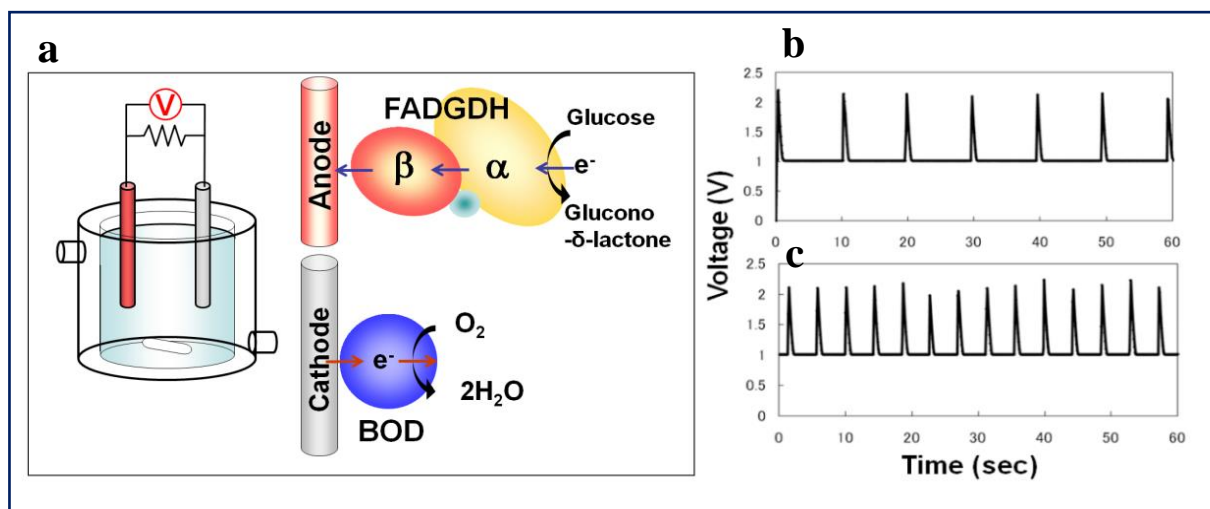 a
V
Anode
FADGDH
β
α
Glucose
e-
Glucono
-δ-lactone
Cathode
e-
O2
2H2O
BOD
b
2.5
2
1.5
1
0.5
0
0 10 20 30 40 50 60
c
2.5
2
1.5
1
0.5
0
0 10 20 30 40 50 60
Voltage (V)
Time (sec)